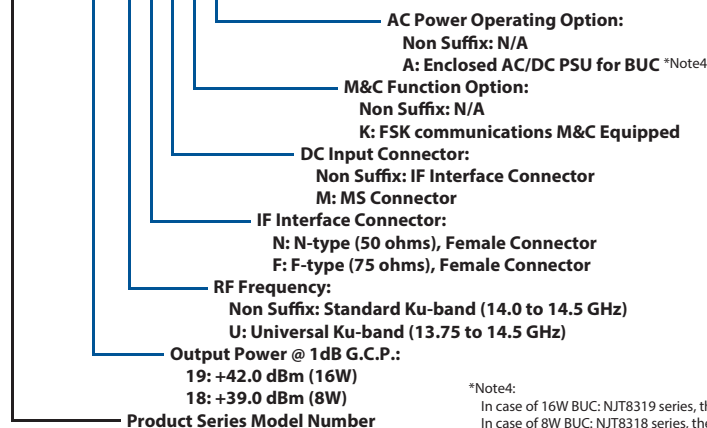 AC Power Operating Option:
Non Suffix: N/A
A: Enclosed AC/DC PSU for BUC *Note4
M&C Function Option:
Non Suffix: N/A
K: FSK communications M&C Equipped
DC Input Connector:
Non Suffix: IF Interface Connector
M: MS Connector
IF Interface Connector:
N: N-type (50 ohms), Female Connector
F: F-type (75 ohms), Female Connector
RF Frequency:
Non Suffix: Standard Ku-band (14.0 to 14.5 GHz)
U: Universal Ku-band (13.75 to 14.5 GHz)
Output Power @ 1dB G.C.P.:
19: +42.0 dBm (16W)
18: +39.0 dBm (8W)
Product Series Model Number
*Note4:
In case of 16W BUC: NJT8319 series,
In case of 8W BUC: NJT8318 series,